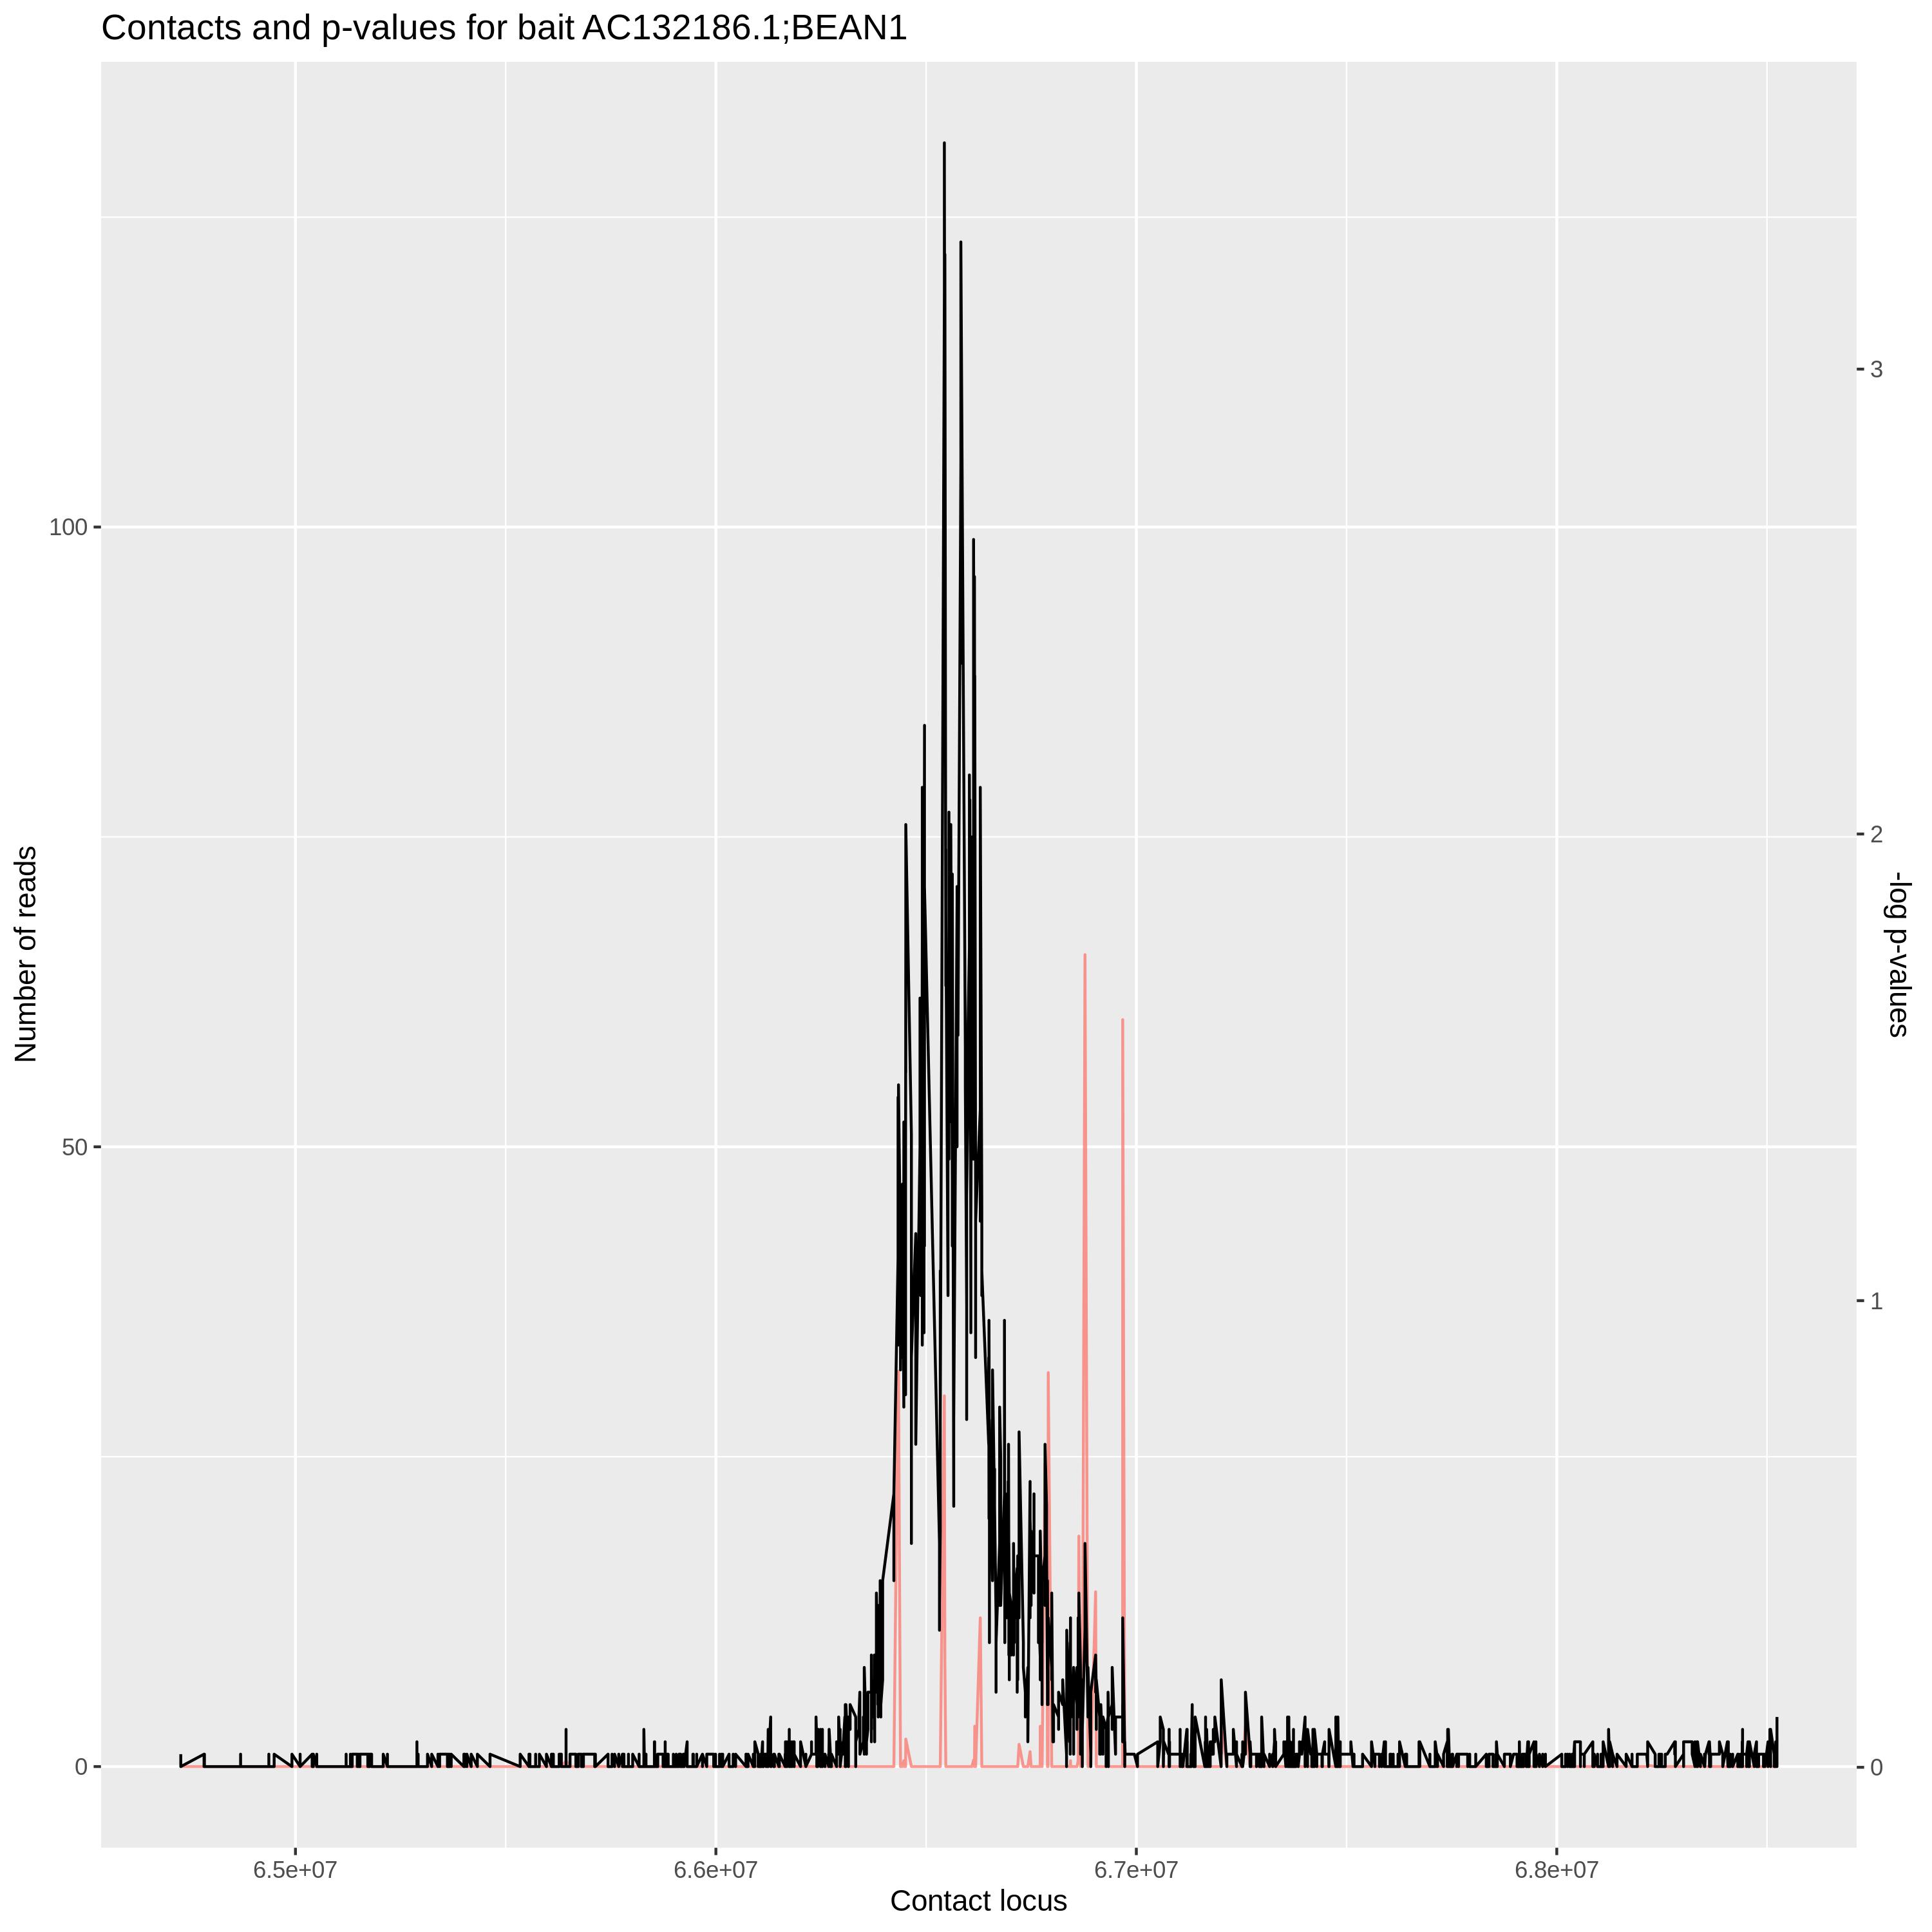 Contacts and p-values for bait AC132186.1;BEAN1
Number of reads
100
50
0
3
2
1
0
-log p-values
6.5e+07
6.6e+07
6.7e+07
6.8e+07
Contact locus